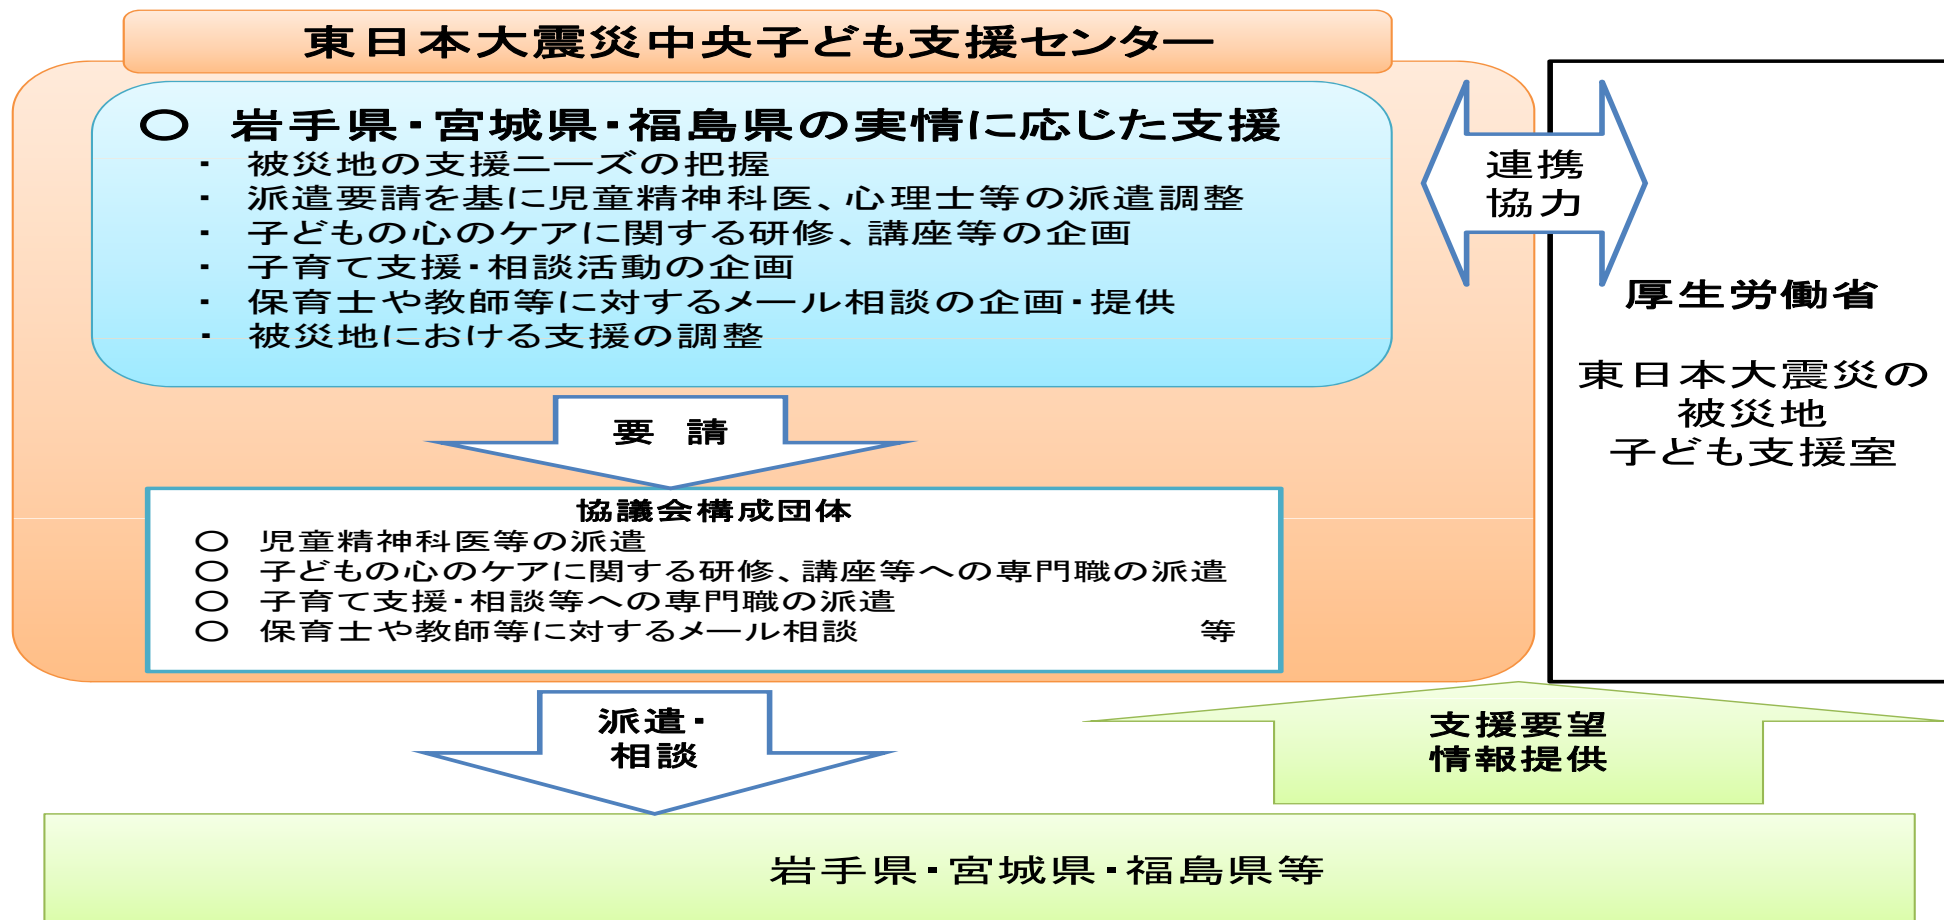 東日本大震災中央子ども支援センター
○ 岩手県・宮城県・福島県の実情に応じた支援
・ 被災地の支援ニーズの把握
・ 派遣要請を基に児童精神科医、心理士等の派遣調整
・ 子どもの心のケアに関する研修、講座等の企画
・ 子育て支援・相談活動の企画
・ 保育士や教師等に対するメール相談の企画・提供
・ 被災地における支援の調整
連携
協力
厚生労働省
東日本大震災の
被災地
子ども支援室
要 請
協議会構成団体
○ 児童精神科医等の派遣
○ 子どもの心のケアに関する研修、講座等への専門職の派遣
○ 子育て支援・相談等への専門職の派遣
○ 保育士や教師等に対するメール相談 等
派遣・
相談
支援要望
情報提供
岩手県・宮城県・福島県等